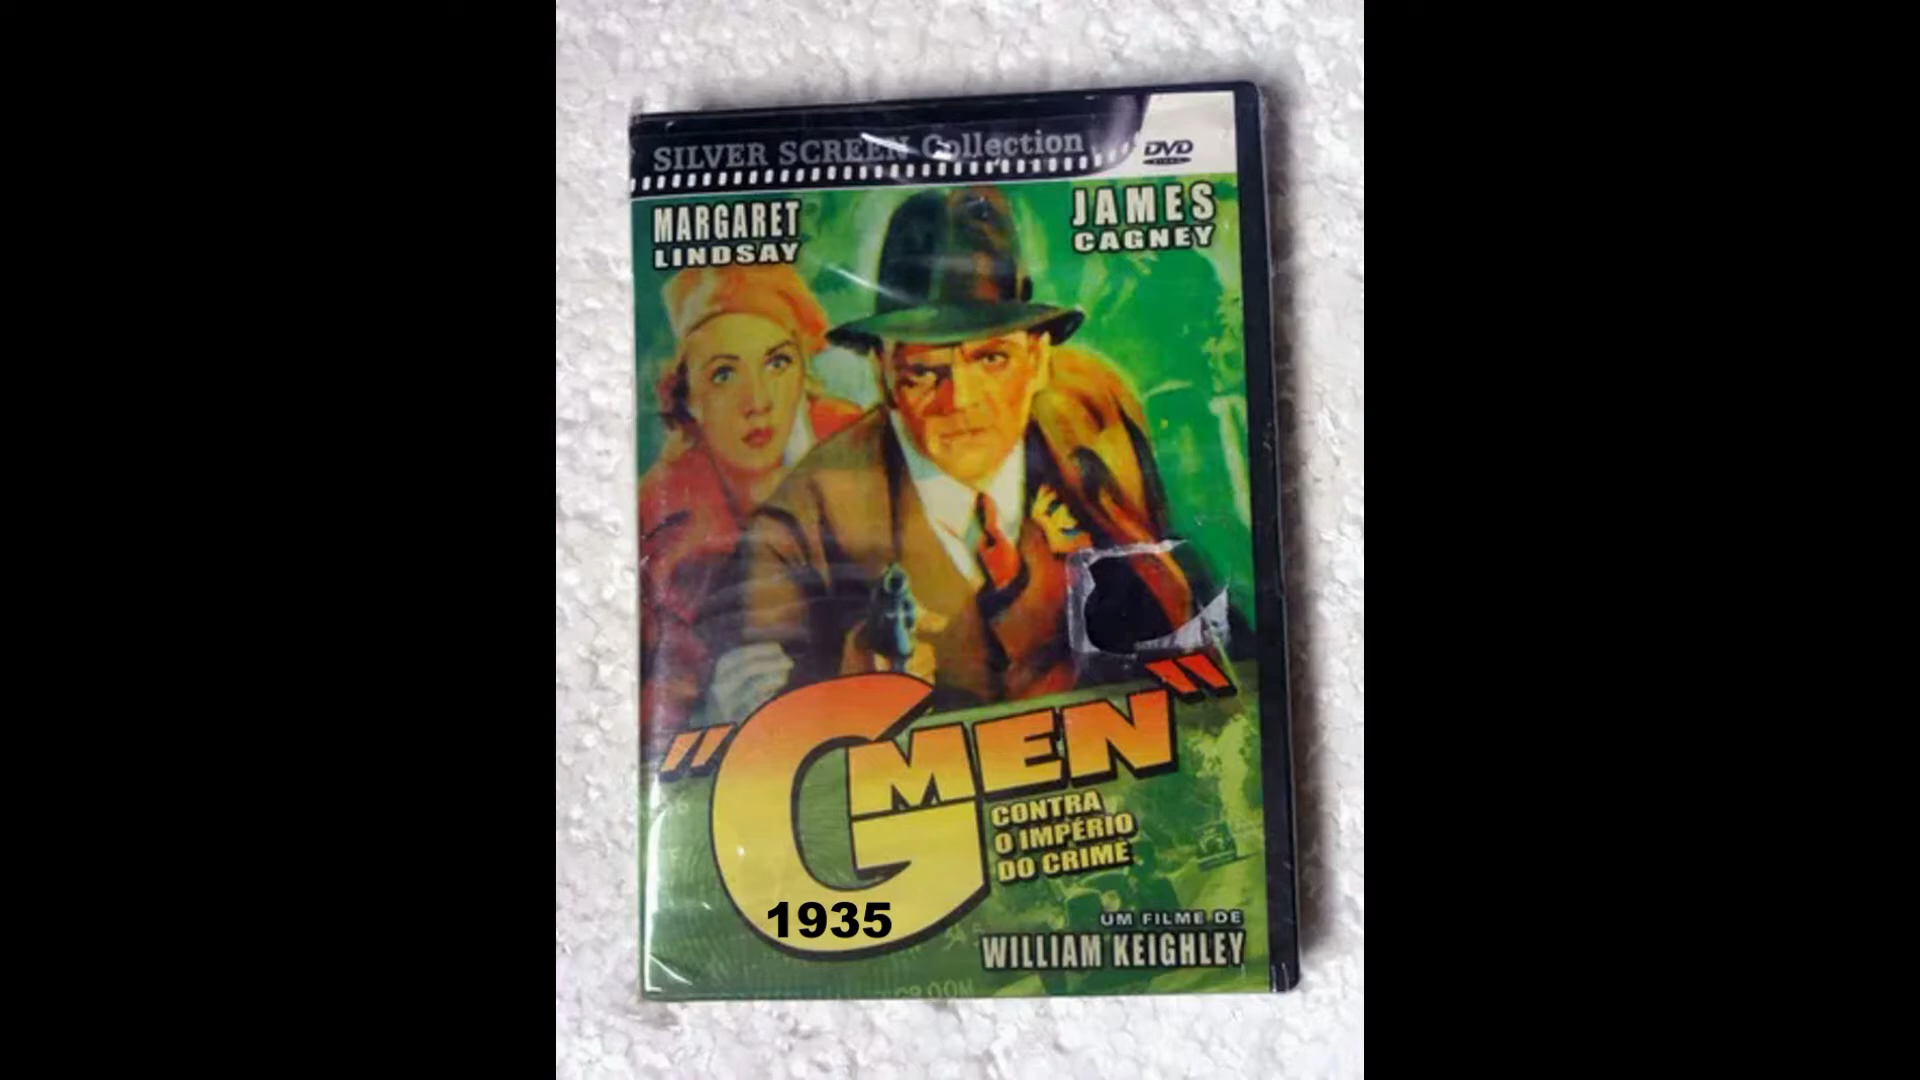 SILVER SCREEN Collection
DVD
MARGARET
LINDSAY
JAMES
CAGNEY
"G MEN"
CONTRA
O IMPÉRIO
DO CRIME
1935
UM FILME DE
WILLIAM KEIGHLEY